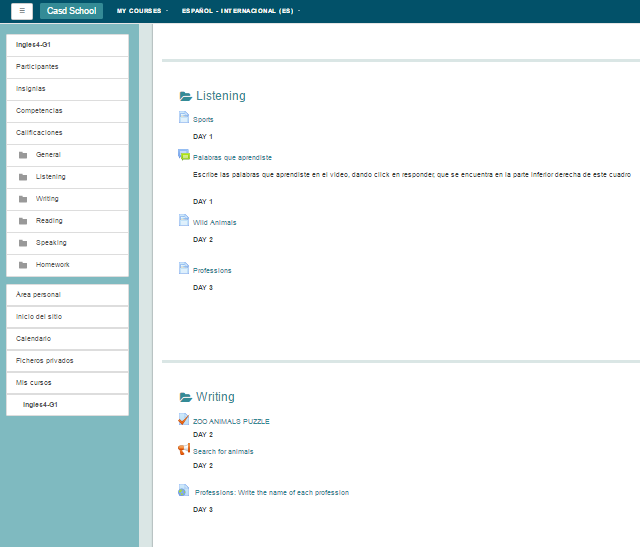 Casd School
MY COURSES
ESPAÑOL - INTERNACIONAL (ES)
Ingles4-G1
Participantes
Insignias
Competencias
Calificaciones
General
Listening
Writing
Reading
Speaking
Homework
Área personal
Inicio del sitio
Calendario
Ficheros privados
Mis cursos
Ingles4-G1
Listening
Sports
DAY 1
Palabras que aprendiste
Escribe las palabras que aprendiste en el video, dando click en responder, que se encuentra en la parte inferior derecha de este cuadro
DAY 1
Wild Animals
DAY 2
Professions
DAY 3
Writing
ZOO ANIMALS PUZZLE
DAY 2
Search for animals
DAY 2
Professions: Write the name of each profession
DAY 3